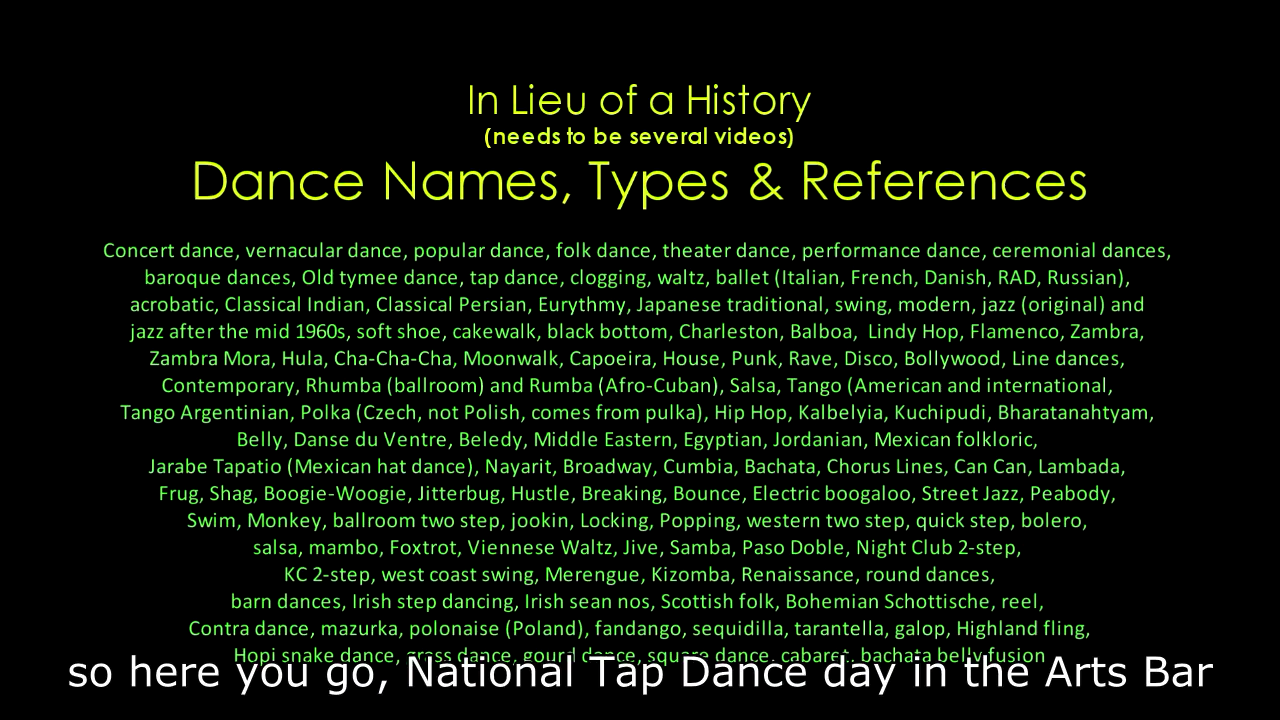 In Lieu of a History
(needs to be several videos)
Dance Names, Types & References
Concert dance, vernacular dance, popular dance, folk dance, theater dance, performance dance, ceremonial dances,
baroque dances, Old tymee dance, tap dance, clogging, waltz, ballet (Italian, French, Danish, RAD, Russian),
acrobatic, Classical Indian, Classical Persian, Eurythmy, Japanese traditional, swing, modern, jazz (original) and
jazz after the mid 1960s, soft shoe, cakewalk, black bottom, Charleston, Balboa, Lindy Hop, Flamenco, Zambra,
Zambra Mora, Hula, Cha-Cha-Cha, Moonwalk, Capoeira, House, Punk, Rave, Disco, Bollywood, Line dances,
Contemporary, Rhumba (ballroom) and Rumba (Afro-Cuban), Salsa, Tango (American and international,
Tango Argentinian, Polka (Czech, not Polish, comes from pulka), Hip Hop, Kalbelyia, Kuchipudi, Bharatanahtyam,
Belly, Danse du Ventre, Beledy, Middle Eastern, Egyptian, Jordanian, Mexican folkloric,
Jarabe Tapatio (Mexican hat dance), Nayarit, Broadway, Cumbia, Bachata, Chorus Lines, Can Can, Lambada,
Frug, Shag, Boogie-Woogie, Jitterbug, Hustle, Breaking, Bounce, Electric boogaloo, Street Jazz, Peabody,
Swim, Monkey, ballroom two step, jookin, Locking, Popping, western two step, quick step, bolero,
salsa, mambo, Foxtrot, Viennese Waltz, Jive, Samba, Paso Doble, Night Club 2-step,
KC 2-step, west coast swing, Merengue, Kizomba, Renaissance, round dances,
barn dances, Irish step dancing, Irish sean nos, Scottish folk, Bohemian Schottische, reel,
Contra dance, mazurka, polonaise (Poland), fandango, sequidilla, tarantella, galop, Highland fling,
Hopi snake dance, grass dance, gourd dance, square dance, cabaret, bachata belly fusion
so here you go, National Tap Dance day in the Arts Bar